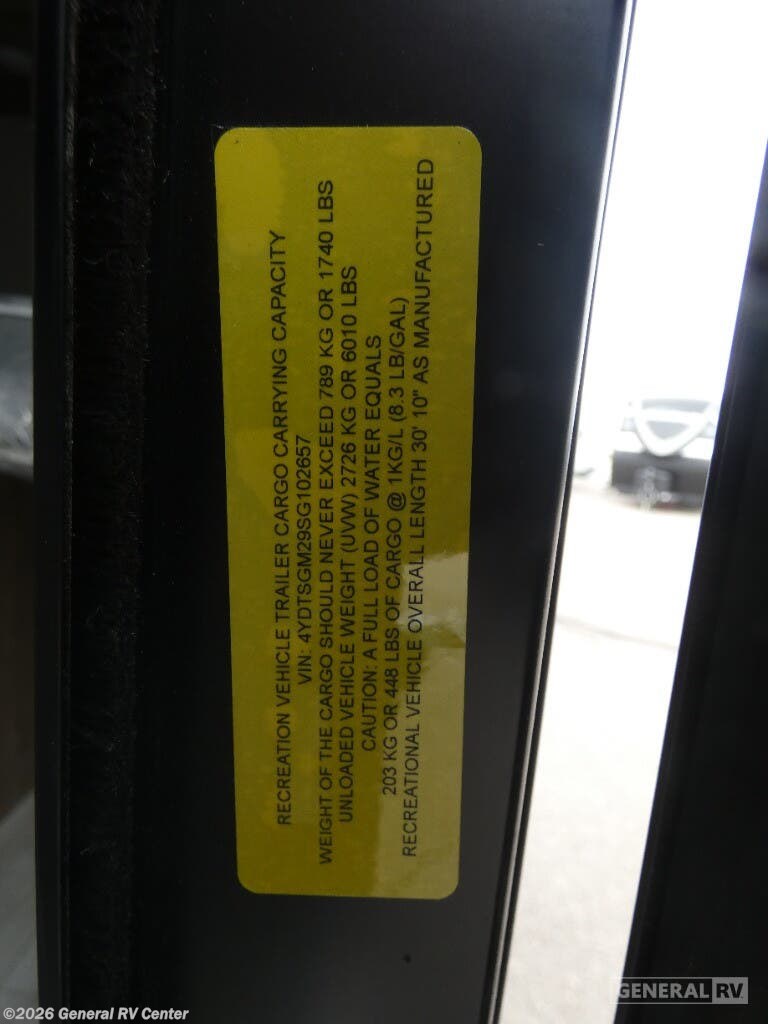 RECREATION VEHICLE TRAILER CARGO CARRYING CAPACITY
VIN: 4YDTSGM29SG102657
WEIGHT OF THE CARGO SHOULD NEVER EXCEED 789 KG OR 1740 LBS
UNLOADED VEHICLE WEIGHT (UVW) 2726 KG OR 6010 LBS
CAUTION: A FULL LOAD OF WATER EQUALS
203 KG OR 448 LBS OF CARGO @ 1KG/L (8.3 LB/GAL)
RECREATIONAL VEHICLE OVERALL LENGTH 30' 10" AS MANUFACTURED
GENERAL RV
©2026 General RV Center